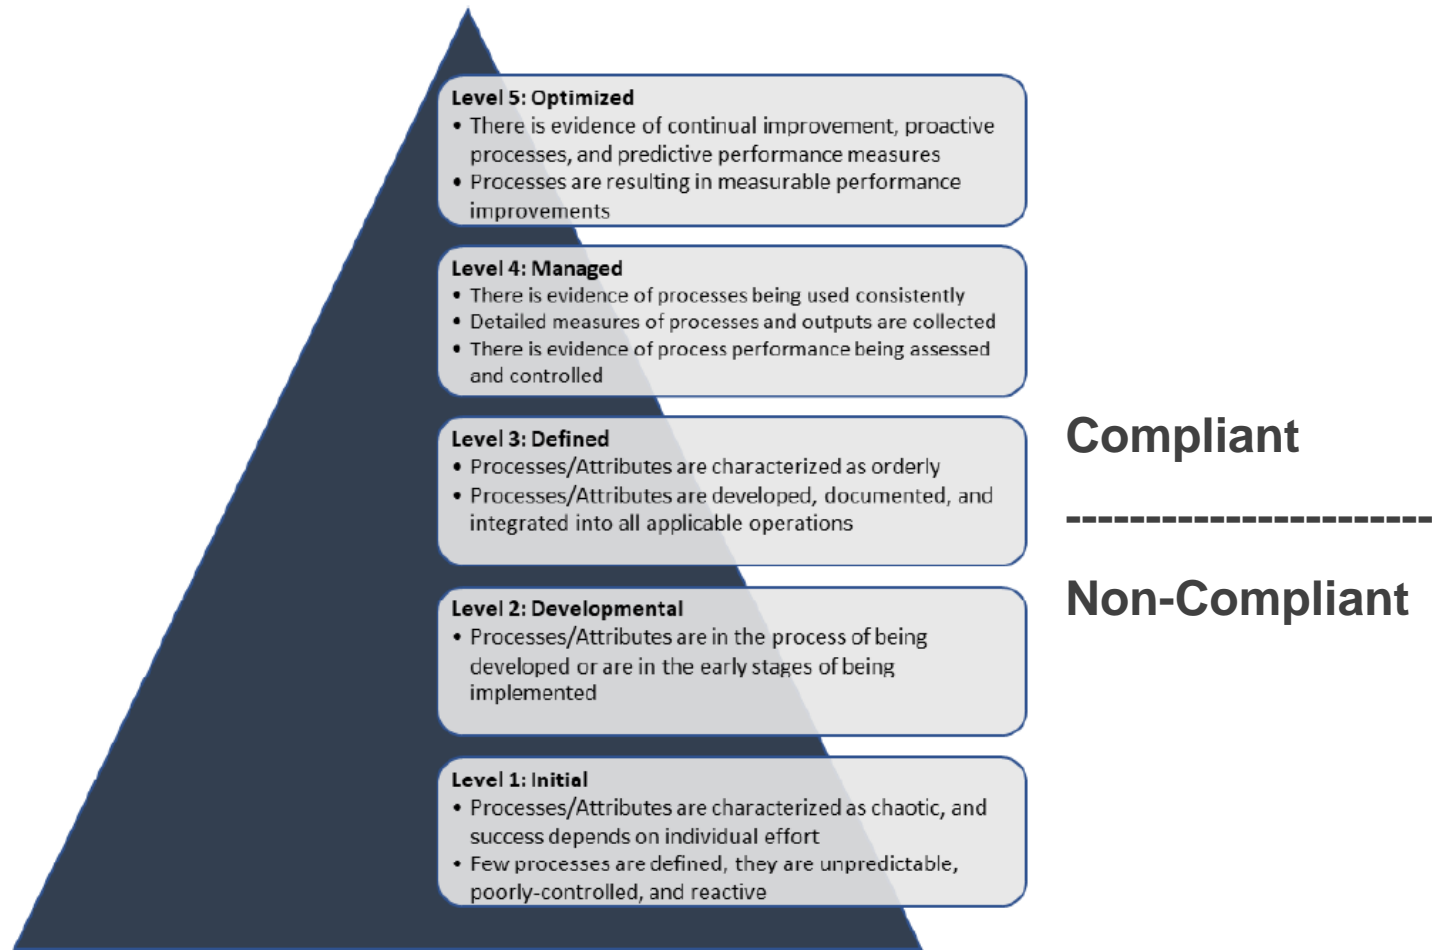 Level 5: Optimized
• There is evidence of continual improvement, proactive
processes, and predictive performance measures
• Processes are resulting in measurable performance
improvements
Level 4: Managed
• There is evidence of processes being used consistently
• Detailed measures of processes and outputs are collected
• There is evidence of process performance being assessed
and controlled
Level 3: Defined
• Processes/Attributes are characterized as orderly
• Processes/Attributes are developed, documented, and
integrated into all applicable operations
Compliant
-----------------------
Non-Compliant
Level 2: Developmental
• Processes/Attributes are in the process of being
developed or are in the early stages of being
implemented
Level 1: Initial
• Processes/Attributes are characterized as chaotic, and
success depends on individual effort
• Few processes are defined, they are unpredictable,
poorly-controlled, and reactive